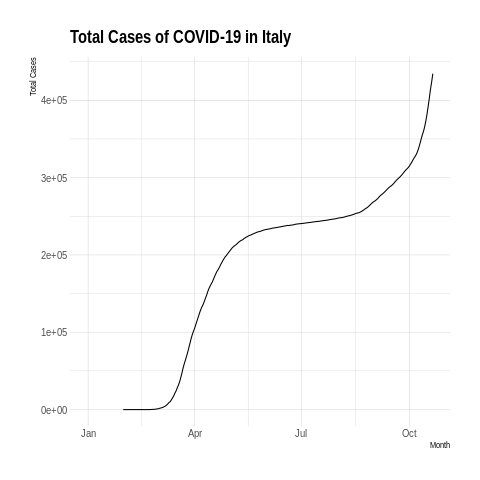 Total Cases of COVID-19 in Italy
Total Cases
4e+05
3e+05
2e+05
1e+05
0e+00
Jan Apr Jul Oct
Month